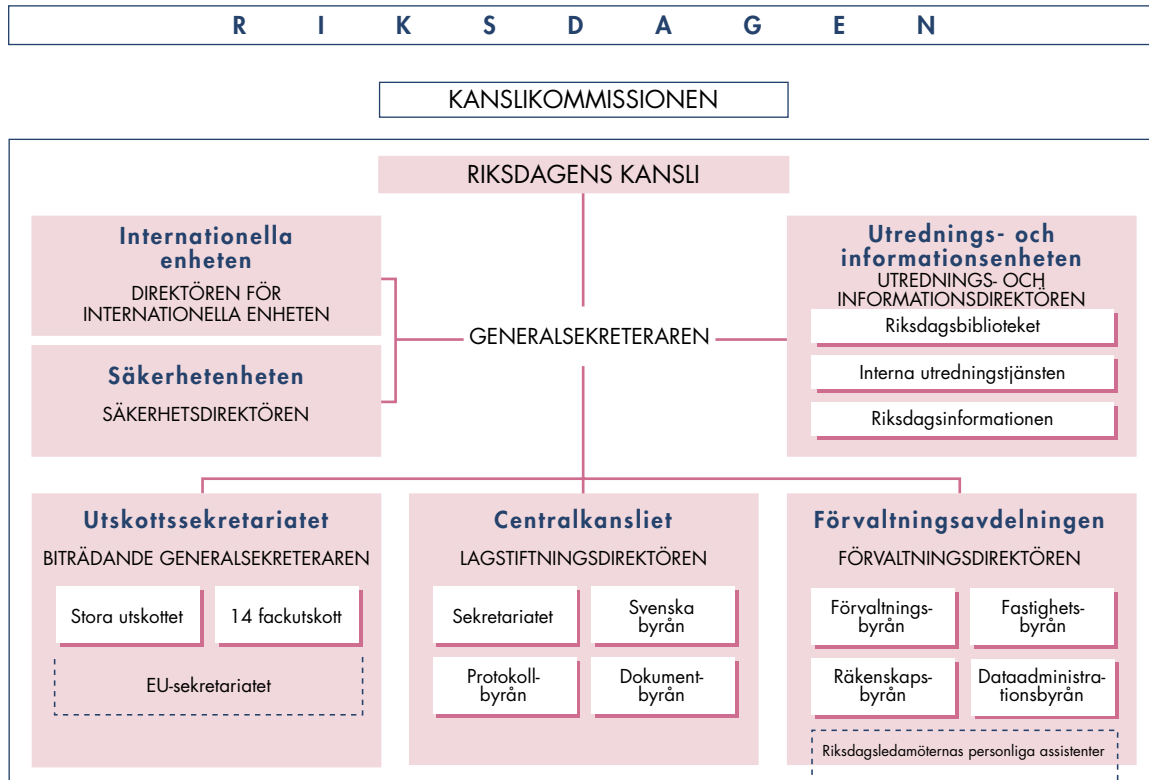 RIKSDAGEN
KANSLIKOMMISSIONEN
RIKSDAGENS KANSLI
Internationella
enheten
DIREKTÖREN FÖR
INTERNATIONELLA ENHETEN
Säkerhetenheten
SÄKERHETSDIREKTÖREN
GENERALSEKRETERAREN
Utrednings- och
informationsenheten
UTREDNINGS- OCH
INFORMATIONSDIREKTÖREN
Riksdagsbiblioteket
Interna utredningstjänsten
Riksdagsinformationen
Utskottssekretariatet
BITRÄDANDE GENERALSEKRETERAREN
Stora utskottet
14 fackutskott
EU-sekretariatet
Centralkansliet
LAGSTIFTNINGSDIREKTÖREN
Sekretariatet
Svenska
byrån
Protokoll-
byrån
Dokument-
byrån
Förvaltningsavdelningen
FÖRVALTNINGSDIREKTÖREN
Förvaltnings-
byrån
Fastighets-
byrån
Räkenskaps-
byrån
Dataadministra-
tionsbyrån
Riksdagsledamöternas personliga assistenter